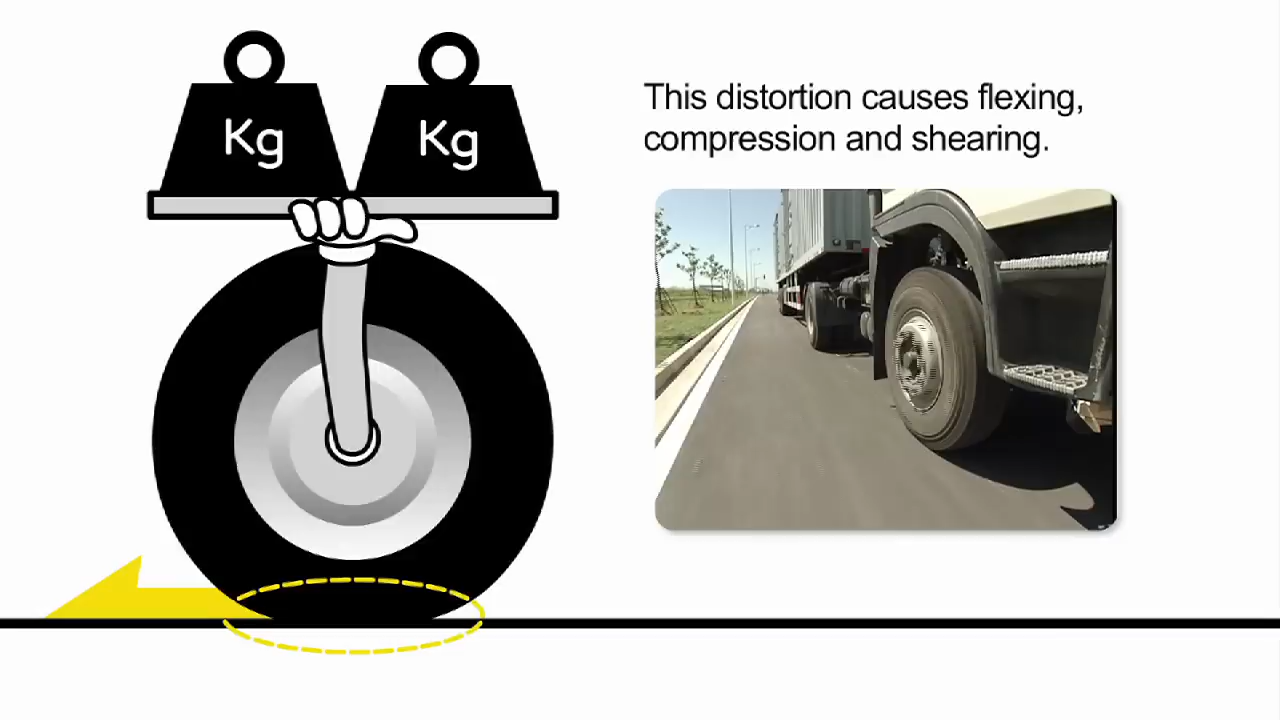 Kg Kg
This distortion causes flexing,
compression and shearing.